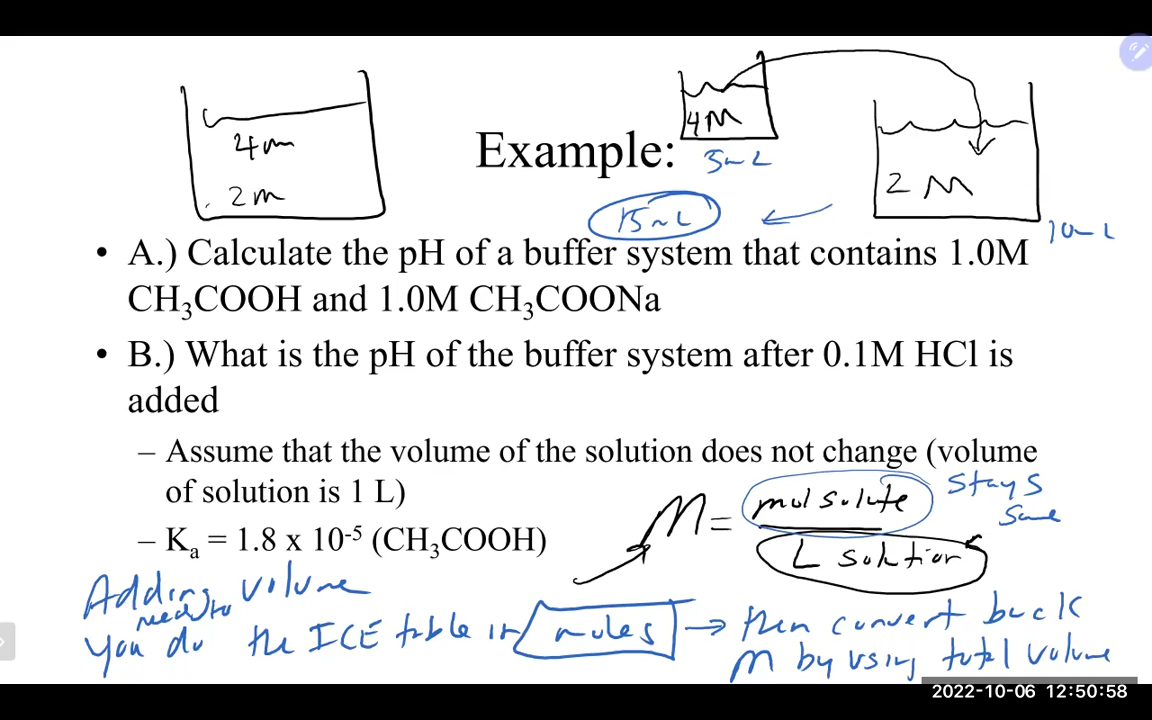 4m
2m
Example:
4M
5mL
2 M
10mL
15mL
• A.) Calculate the pH of a buffer system that contains 1.0M
CH₃COOH and 1.0M CH₃COONa
• B.) What is the pH of the buffer system after 0.1M HCl is
added
– Assume that the volume of the solution does not change (volume
of solution is 1 L)
– Kₐ = 1.8 x 10⁻⁵ (CH₃COOH)
M = mol solute
L solution
stays
same
Adding volume
need to
You do the ICE table in moles → then convert back
M by using total volume
2022-10-06 12:50:58